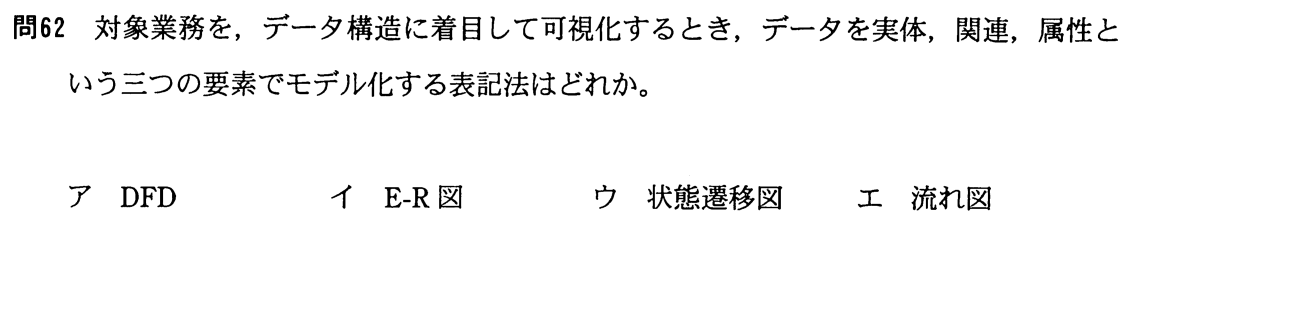 問62 対象業務を，データ構造に着目して可視化するとき，データを実体，関連，属性と
いう三つの要素でモデル化する表記法はどれか。
ア DFD イ E-R図 ウ 状態遷移図 エ 流れ図